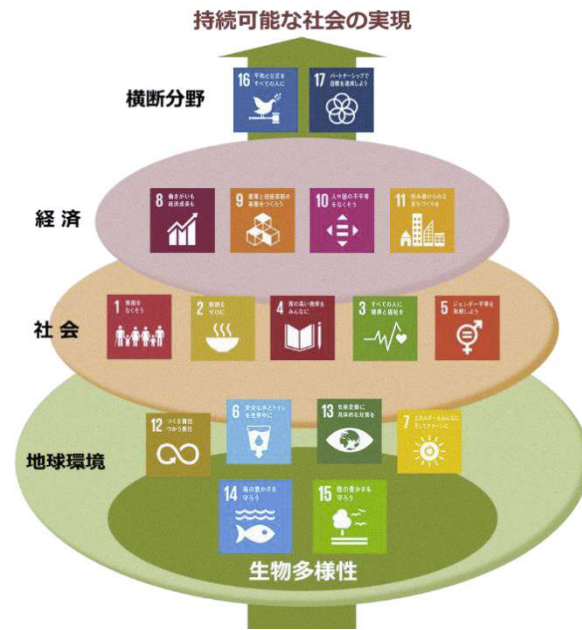 持続可能な社会の実現
横断分野
16 平和と公正を
すべての人に
17 パートナーシップで
目標を達成しよう
経済
8 働きがいも
経済成長も
9 産業と技術革新の
基盤をつくろう
10 人や国の不平等
をなくそう
11 住み続けられる
まちづくりを
社会
1 貧困を
なくそう
2 飢餓を
ゼロに
4 質の高い教育を
みんなに
3 すべての人に
健康と福祉を
5 ジェンダー平等を
実現しよう
地球環境
12 つくる責任
つかう責任
6 安全な水とトイレ
を世界中に
13 気候変動に
具体的な対策を
7 エネルギーをみんなに
そしてクリーンに
14 海の豊かさを
守ろう
15 陸の豊かさも
守ろう
生物多様性